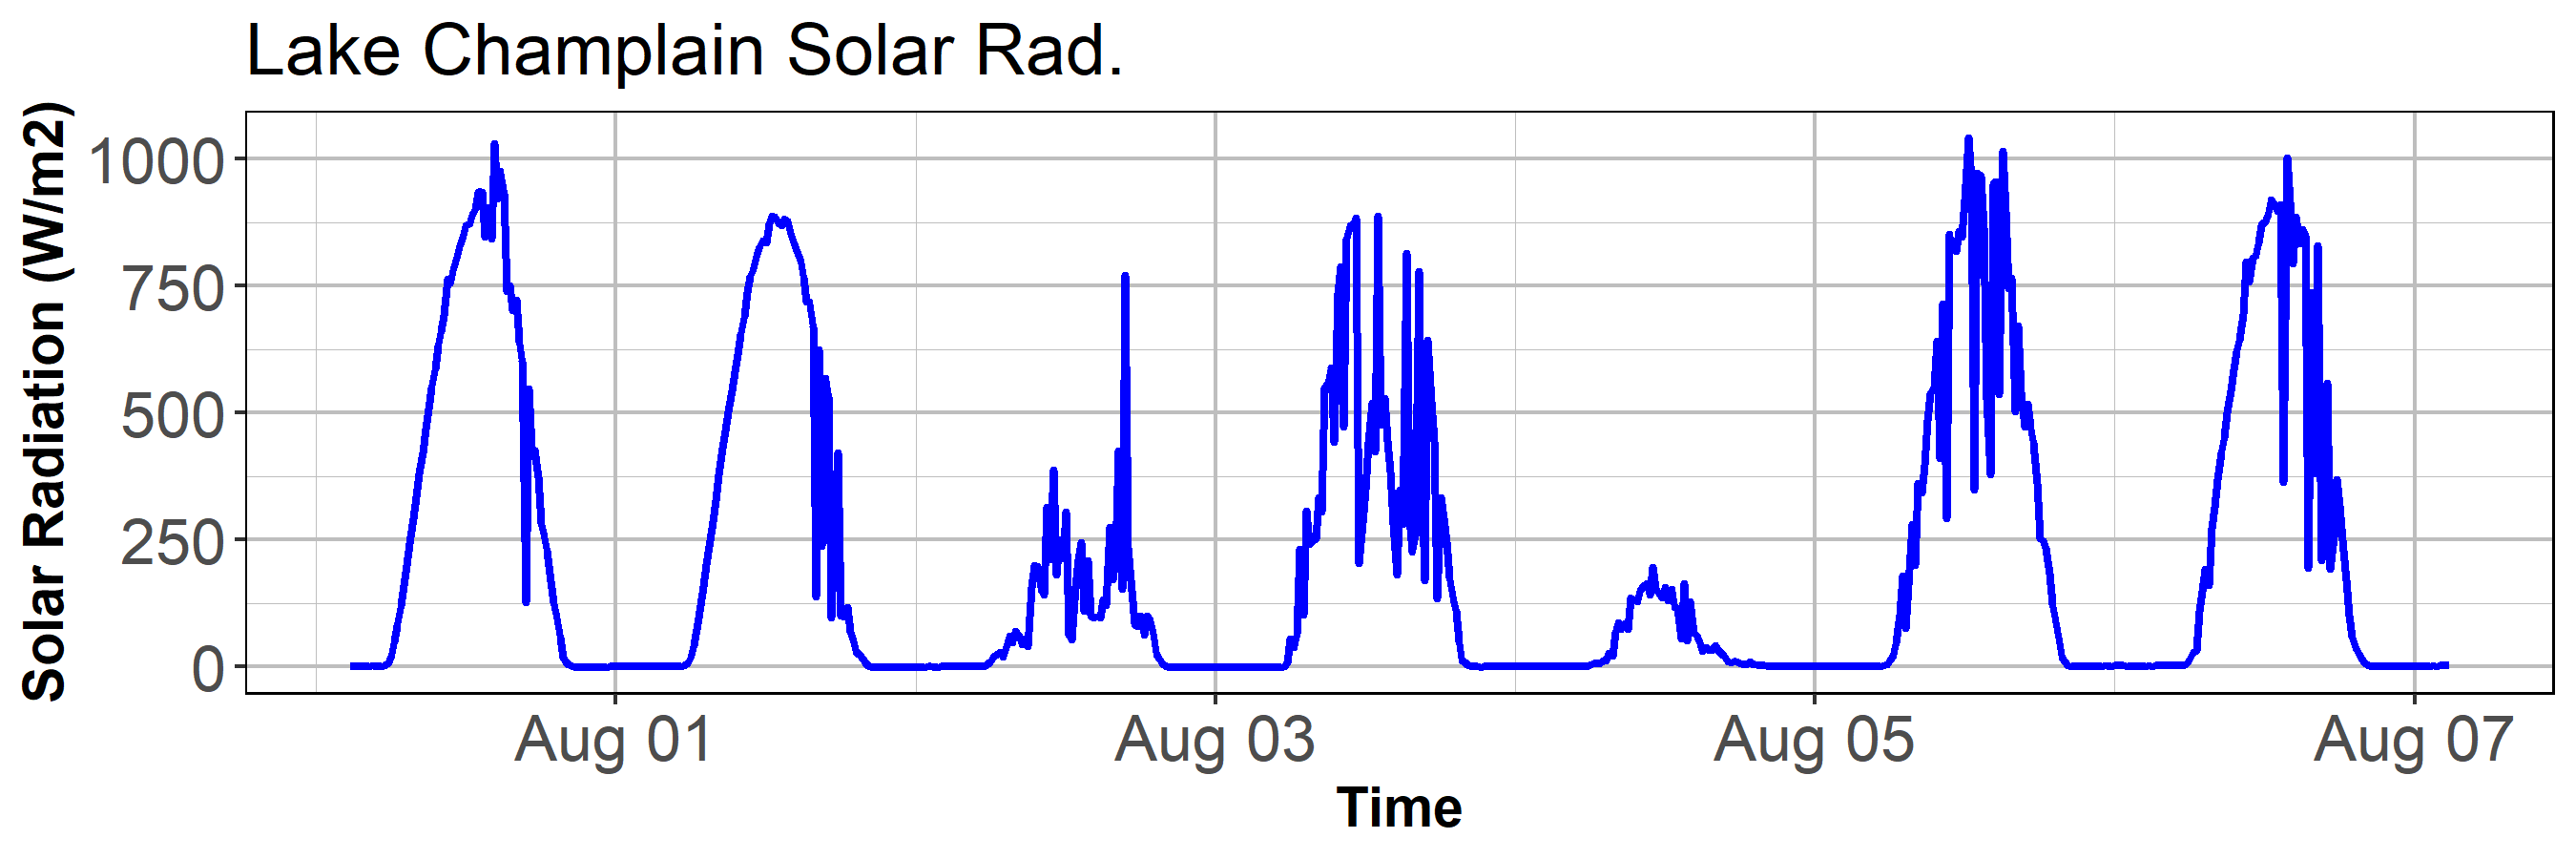 Lake Champlain Solar Rad.
Solar Radiation (W/m2)
1000
750
500
250
0
Aug 01 Aug 03 Aug 05 Aug 07
Time